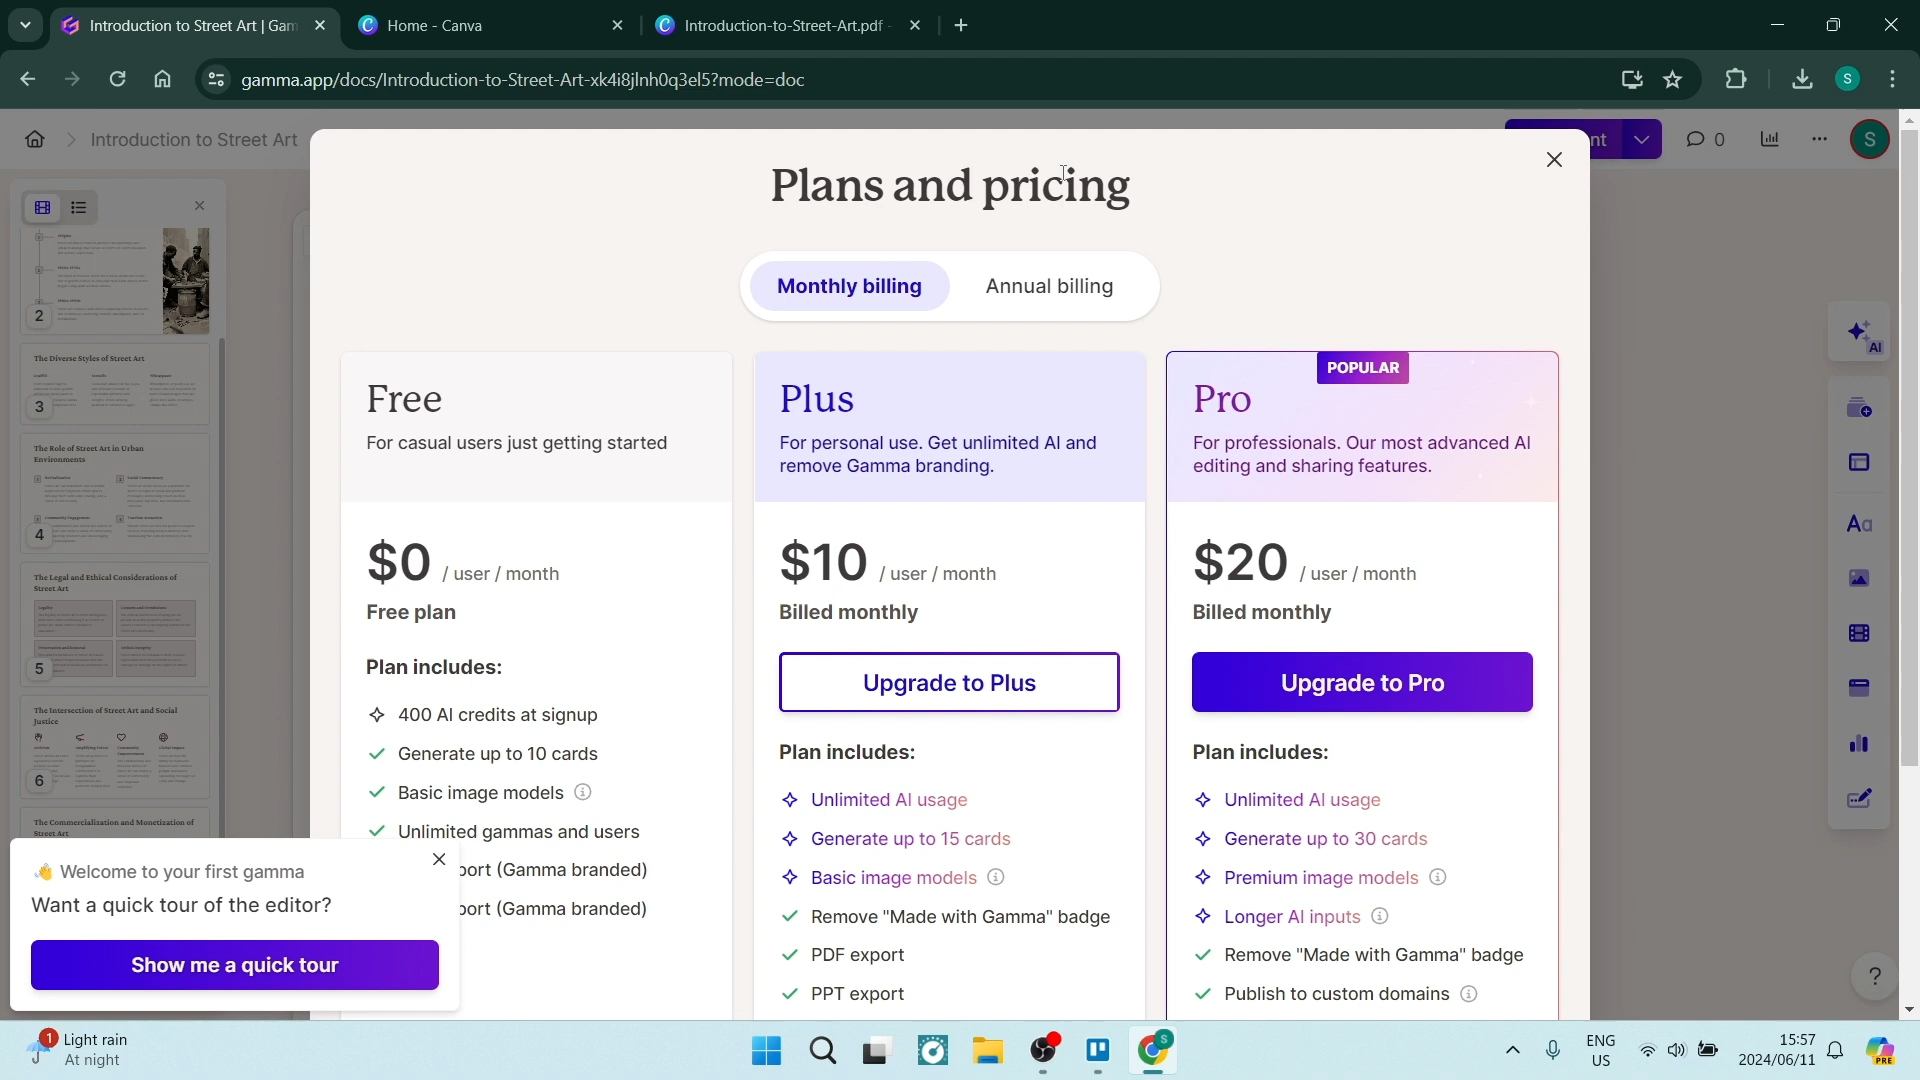 Introduction to Street Art | Gam
Home - Canva
Introduction-to-Street-Art.pdf -
gamma.app/docs/Introduction-to-Street-Art-xk4i8jlnh0q3el5?mode=doc
S
Introduction to Street Art
nt
0
S
Plans and pricing
Monthly billing
Annual billing
Free
For casual users just getting started
$0 / user / month
Free plan
Plan includes:
400 AI credits at signup
Generate up to 10 cards
Basic image models
Unlimited gammas and users
port (Gamma branded)
port (Gamma branded)
Plus
For personal use. Get unlimited AI and
remove Gamma branding.
$10 / user / month
Billed monthly
Upgrade to Plus
Plan includes:
Unlimited AI usage
Generate up to 15 cards
Basic image models
Remove "Made with Gamma" badge
PDF export
PPT export
POPULAR
Pro
For professionals. Our most advanced AI
editing and sharing features.
$20 / user / month
Billed monthly
Upgrade to Pro
Plan includes:
Unlimited AI usage
Generate up to 30 cards
Premium image models
Longer AI inputs
Remove "Made with Gamma" badge
Publish to custom domains
2
The Diverse Styles of Street Art
3
The Role of Street Art in Urban
Environments
4
The Legal and Ethical Considerations of
Street Art
5
The Intersection of Street Art and Social
Justice
6
The Commercialization and Monetization of
Street Art
👋 Welcome to your first gamma
Want a quick tour of the editor?
Show me a quick tour
AI
Aa
?
1
Light rain
At night
S
ENG
US
15:57
2024/06/11
PRE